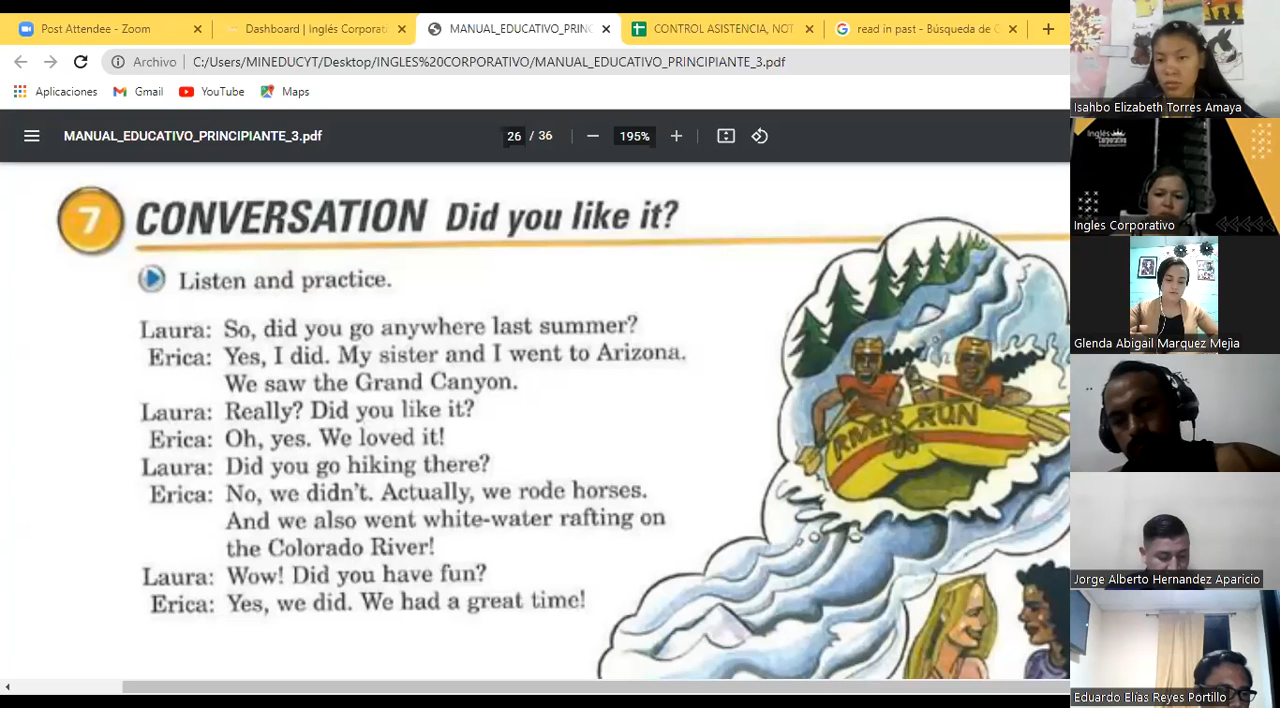 Post Attendee - Zoom
Dashboard | Inglés Corporati
MANUAL_EDUCATIVO_PRINC
CONTROL ASISTENCIA, NOT
read in past - Búsqueda de G
Archivo
C:/Users/MINEDUCYT/Desktop/INGLES%20CORPORATIVO/MANUAL_EDUCATIVO_PRINCIPIANTE_3.pdf
Aplicaciones
Gmail
YouTube
Maps
MANUAL_EDUCATIVO_PRINCIPIANTE_3.pdf
26 / 36
195%
7 CONVERSATION Did you like it?
Listen and practice.
Laura: So, did you go anywhere last summer?
Erica: Yes, I did. My sister and I went to Arizona.
We saw the Grand Canyon.
Laura: Really? Did you like it?
Erica: Oh, yes. We loved it!
Laura: Did you go hiking there?
Erica: No, we didn't. Actually, we rode horses.
And we also went white-water rafting on
the Colorado River!
Laura: Wow! Did you have fun?
Erica: Yes, we did. We had a great time!
RIVER RUN
Isahbo Elizabeth Torres Amaya
Inglés
Corporativo
Ingles Corporativo
Glenda Abigail Marquez Mejia
Jorge Alberto Hernandez Aparicio
Eduardo Elías Reyes Portillo